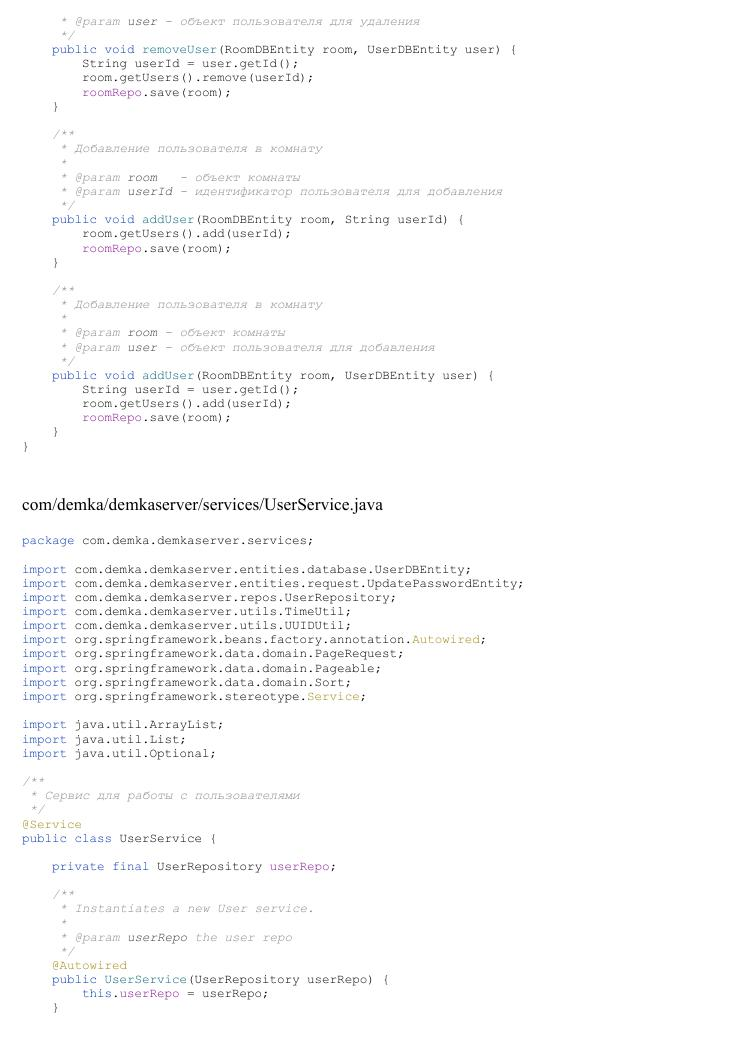 * @param user – объект пользователя для удаления
     */
    public void removeUser(RoomDBEntity room, UserDBEntity user) {
        String userId = user.getId();
        room.getUsers().remove(userId);
        roomRepo.save(room);
    }

    /**
     * Добавление пользователя в комнату
     *
     * @param room   - объект комнаты
     * @param userId - идентификатор пользователя для добавления
     */
    public void addUser(RoomDBEntity room, String userId) {
        room.getUsers().add(userId);
        roomRepo.save(room);
    }

    /**
     * Добавление пользователя в комнату
     *
     * @param room – объект комнаты
     * @param user – объект пользователя для добавления
     */
    public void addUser(RoomDBEntity room, UserDBEntity user) {
        String userId = user.getId();
        room.getUsers().add(userId);
        roomRepo.save(room);
    }
}

com/demka/demkaserver/services/UserService.java

package com.demka.demkaserver.services;

import com.demka.demkaserver.entities.database.UserDBEntity;
import com.demka.demkaserver.entities.request.UpdatePasswordEntity;
import com.demka.demkaserver.repos.UserRepository;
import com.demka.demkaserver.utils.TimeUtil;
import com.demka.demkaserver.utils.UUIDUtil;
import org.springframework.beans.factory.annotation.Autowired;
import org.springframework.data.domain.PageRequest;
import org.springframework.data.domain.Pageable;
import org.springframework.data.domain.Sort;
import org.springframework.stereotype.Service;

import java.util.ArrayList;
import java.util.List;
import java.util.Optional;

/**
 * Сервис для работы с пользователями
 */
@Service
public class UserService {

    private final UserRepository userRepo;

    /**
     * Instantiates a new User service.
     *
     * @param userRepo the user repo
     */
    @Autowired
    public UserService(UserRepository userRepo) {
        this.userRepo = userRepo;
    }